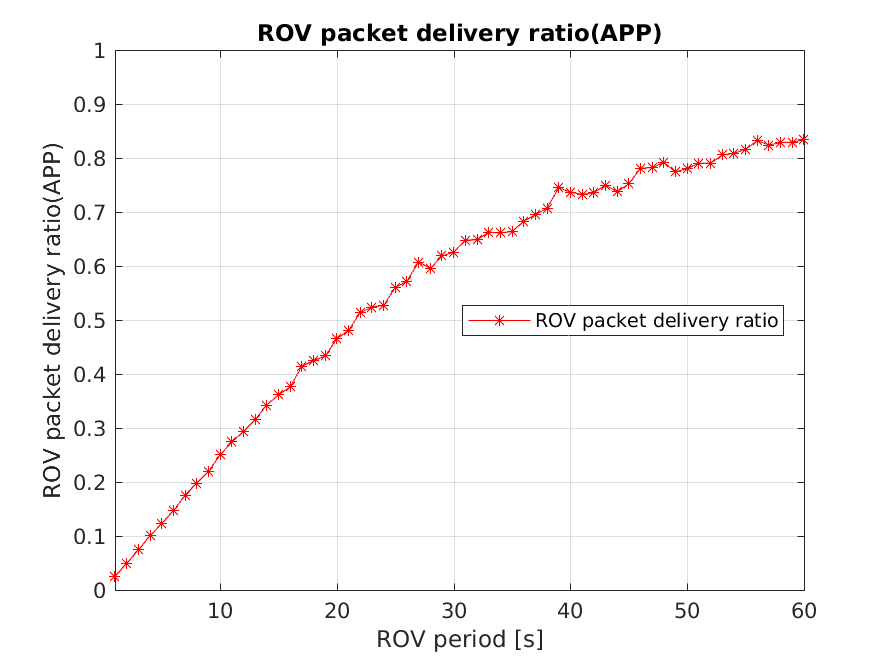 ROV packet delivery ratio(APP)
ROV packet delivery ratio(APP)
1
0.9
0.8
0.7
0.6
0.5
0.4
0.3
0.2
0.1
0
ROV packet delivery ratio
10 20 30 40 50 60
ROV period [s]